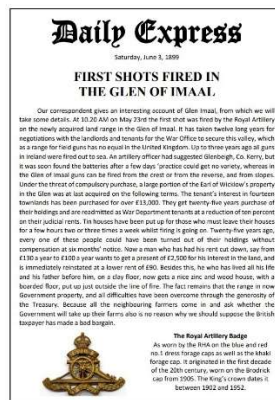 Daily Express
Saturday, June 3, 1899
FIRST SHOTS FIRED IN
THE GLEN OF IMAAL
Our correspondent gives an interesting account of Glen Imaal, from which we will
take some details. At 10.20 AM on May 23rd the first shot was fired by the Royal Artillery
on the newly acquired land range in the Glen of Imaal. It has taken twelve long years for
negotiations with the landlords and tenants for the War Office to secure this valley, which
as a range for field guns has no equal in the United Kingdom. Up to three years ago all guns
in Ireland were fired out to sea. An artillery officer had suggested Glenbeigh, Co. Kerry, but
it was soon found the batteries after a few days 'practice could get no variety, whereas in
the Glen of Imaal guns can be fired from the crest or from the reverse, and from slopes.
Under the threat of compulsory purchase, a large portion of the Earl of Wicklow's property
in the Glen was at last acquired on the following terms. The tenant's interest in fourteen
townlands has been purchased for over £13,000. They get twenty-five years purchase of
their holdings and are readmitted as War Department tenants at a reduction of ten percent
on their judicial rents. Tin houses have been put up for those who must leave their houses
for a few hours two or three times a week whilst firing is going on. Twenty-five years ago,
every one of these people could have been turned out of their holdings without
compensation at six months' notice. Now a man who has had his rent cut down, say from
£130 a year to £100 a year wants to get a present of £2,500 for his interest in the land, and
is immediately reinstated at a lower rent of £90. Besides this, he who has lived all his life
and his father before him, on a clay floor, now gets a nice zinc and wood house, with a
boarded floor, put up just outside the line of fire. The fact remains that the range in now
Government property, and all difficulties have been overcome through the generosity of
the Treasury. Because all the neighbouring farmers come in and ask whether the
Government will take up their farms also is no reason why we should suppose the British
taxpayer has made a bad bargain.
The Royal Artillery Badge
As worn by the RHA on the blue and red
no.1 dress forage caps as well as the khaki
forage cap. It originated in the first decade
of the 20th century, worn on the Brodrick
cap from 1905. The King's crown dates it
between 1902 and 1952.